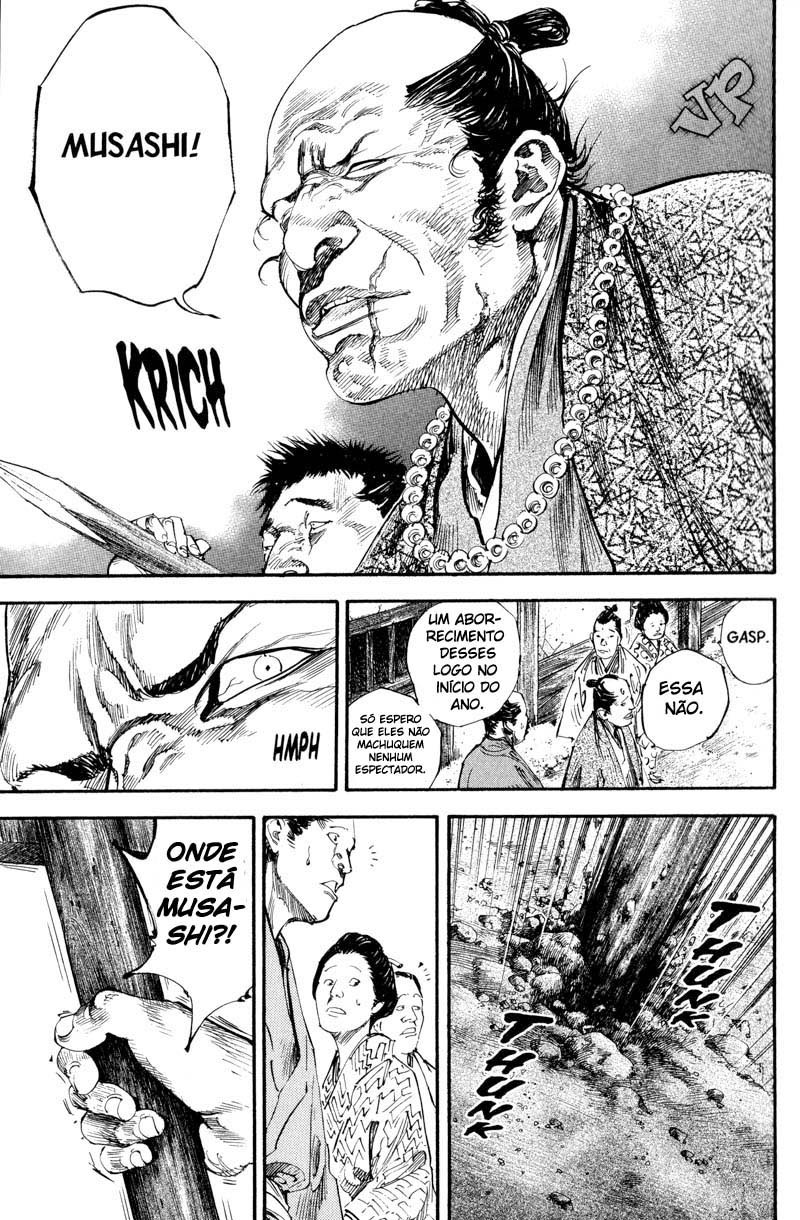 VP
MUSASHI!
KRICH
GASP.
ESSA
NÃO.
UM ABOR-
RECIMENTO
DESSES
LOGO NO
INÍCIO DO
ANO.
SÓ ESPERO
QUE ELES NÃO
MACHUQUEM
NENHUM
ESPECTADOR.
HMPH
THUNK
THUNK
ONDE
ESTÁ
MUSA-
SHI?!